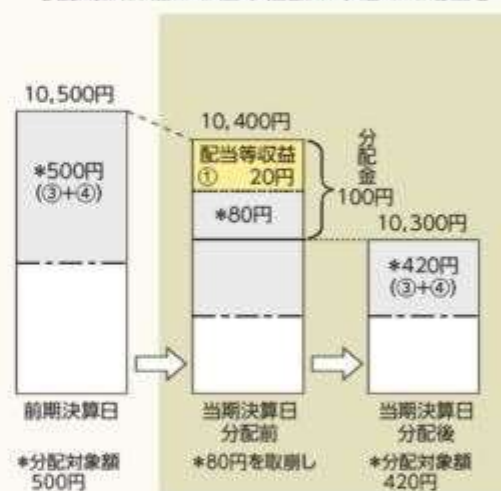 10,500円
*500円
(③+④)
前期決算日
*分配対象額
500円
10,400円
配当等収益
① 20円
*80円
分配金
100円
当期決算日
分配前
*80円を取崩し
10,300円
*420円
(③+④)
当期決算日
分配後
*分配対象額
420円